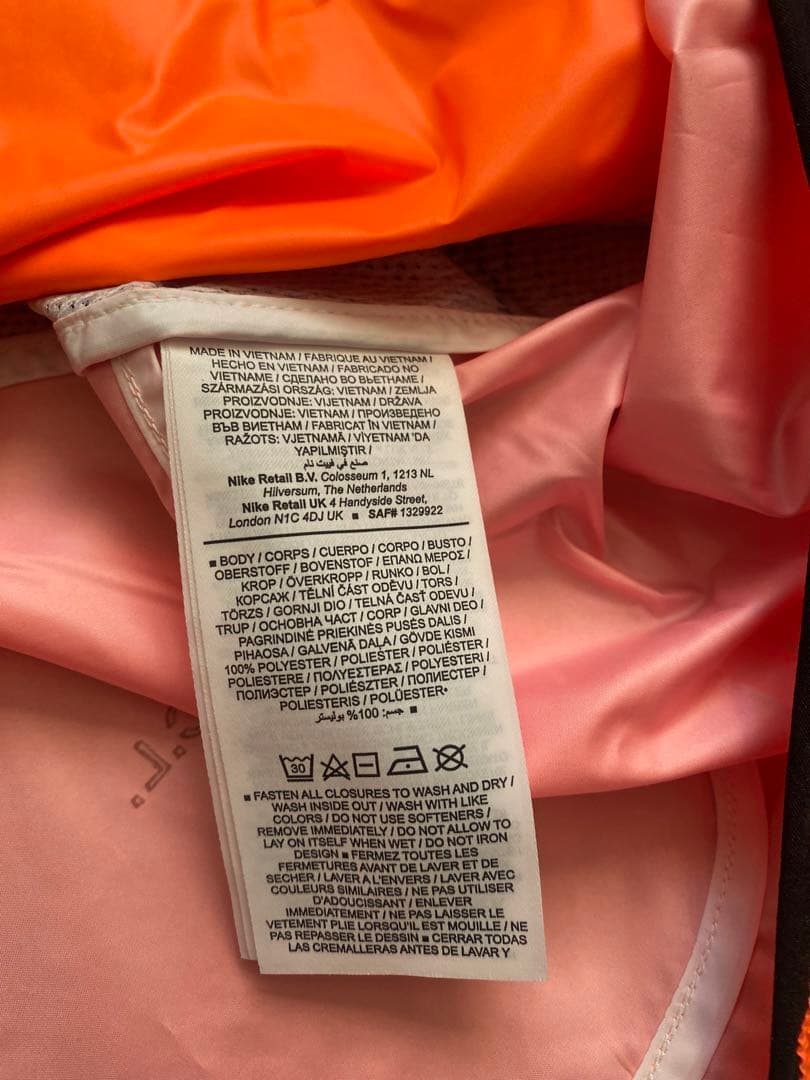 MADE IN VIETNAM / FABRIQUE AU VIETNAM /
HECHO EN VIETNAM / FABRICADO NO
VIETNAME / СДЕЛАНО ВО ВЬЕТНАМЕ /
SZÁRMAZÁSI ORSZÁG: VIETNAM / ZEMLJA
PROIZVODNJE: VIJETNAM / DRŽAVA
PROIZVODNJE: VIETNAM / ПРОИЗВЕДЕНО
ВЪВ ВИЕТНАМ / FABRICAT ÎN VIETNAM /
RAŽOTS: VJETNAMĀ / VİYETNAM 'DA
YAPILMIŞTIR /
صنع في فييت نام
Nike Retail B.V. Colosseum 1, 1213 NL
Hilversum, The Netherlands
Nike Retail UK 4 Handyside Street,
London N1C 4DJ UK ■ SAF# 1329922
■ BODY / CORPS / CUERPO / CORPO / BUSTO /
OBERSTOFF / BOVENSTOF / ΕΠΑΝΩ ΜΕΡΟΣ /
KROP / ÖVERKROPP / RUNKO / BOL /
КОРСАЖ / TĚLNÍ ČÁST ODĚVU / TORS /
TÖRZS / GORNJI DIO / TELNÁ ČASŤ ODEVU /
TRUP / ОСНОВНА ЧАСТ / CORP / GLAVNI DEO /
PAGRINDINĖ PRIEKINĖS PUSĖS DALIS /
PIHAOSA / GALVENĀ DAĻA / GÖVDE KISMI
100% POLYESTER / POLIESTER / POLIÉSTER /
POLIESTERE / ΠΟΛΥΕΣΤΕΡΑΣ / POLYESTERI /
ПОЛИЭСТЕР / POLIÉSZTER / ПОЛИЕСТЕР /
POLIESTERIS / POLÜESTER•
جسم: 100% بوليستر ■
30
■ FASTEN ALL CLOSURES TO WASH AND DRY /
WASH INSIDE OUT / WASH WITH LIKE
COLORS / DO NOT USE SOFTENERS /
REMOVE IMMEDIATELY / DO NOT ALLOW TO
LAY ON ITSELF WHEN WET / DO NOT IRON
DESIGN ■ FERMEZ TOUTES LES
FERMETURES AVANT DE LAVER ET DE
SECHER / LAVER A L'ENVERS / LAVER AVEC
COULEURS SIMILAIRES / NE PAS UTILISER
D'ADOUCISSANT / ENLEVER
IMMEDIATEMENT / NE PAS LAISSER LE
VETEMENT PLIE LORSQU'IL EST MOUILLE / NE
PAS REPASSER LE DESSIN ■ CERRAR TODAS
LAS CREMALLERAS ANTES DE LAVAR Y